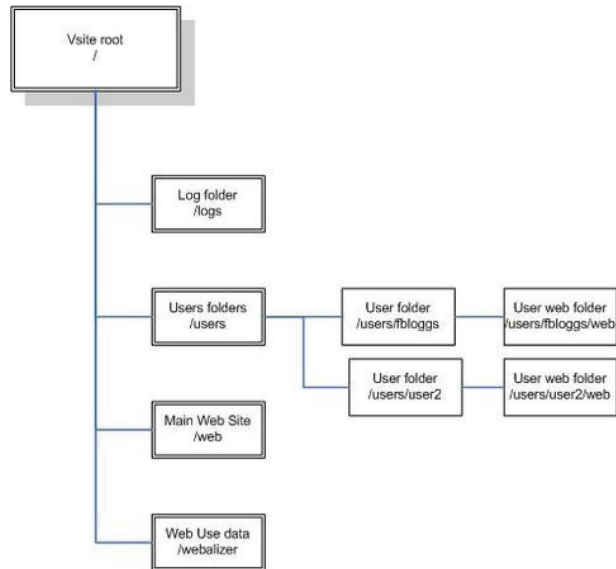 Vsite root
/
Log folder
/logs
Users folders
/users
User folder
/users/fbloggs
User web folder
/users/fbloggs/web
User folder
/users/user2
User web folder
/users/user2/web
Main Web Site
/web
Web Use data
/webalizer